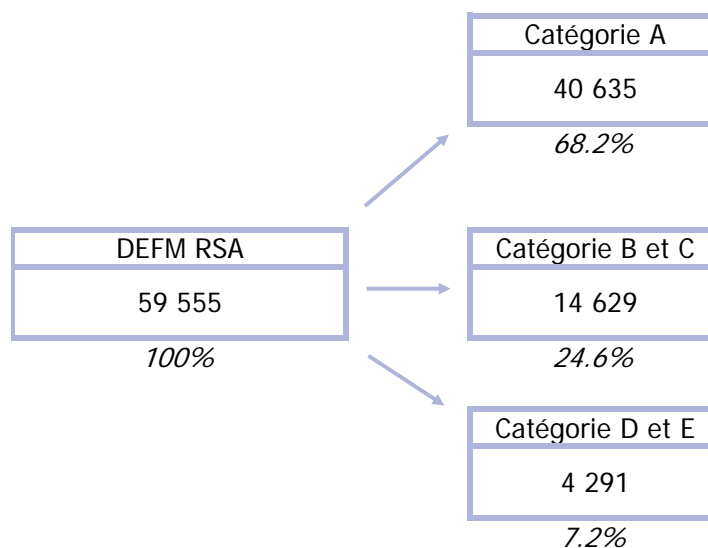 Catégorie A
40 635
68.2%
DEFM RSA
59 555
100%
Catégorie B et C
14 629
24.6%
Catégorie D et E
4 291
7.2%